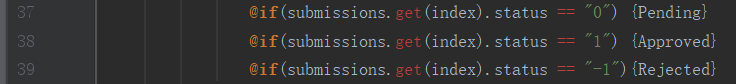 37 @if(submissions.get(index).status == "0") {Pending}
38 @if(submissions.get(index).status == "1") {Approved}
39 @if(submissions.get(index).status == "-1"){Rejected}